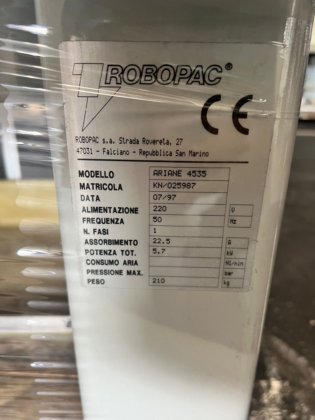 ROBOPAC®
CE
ROBOPAC s.a. Strada Rovereta, 27
47031 - Falciano - Repubblica San Marino
MODELLO ARIANE 4535
MATRICOLA KN/025987
DATA 07/97
ALIMENTAZIONE 220 V
FREQUENZA 50 Hz
N. FASI 1
ASSORBIMENTO 22.5 A
POTENZA TOT. 5,7 kW
CONSUMO ARIA Nl/min
PRESSIONE MAX. bar
PESO 210 kg